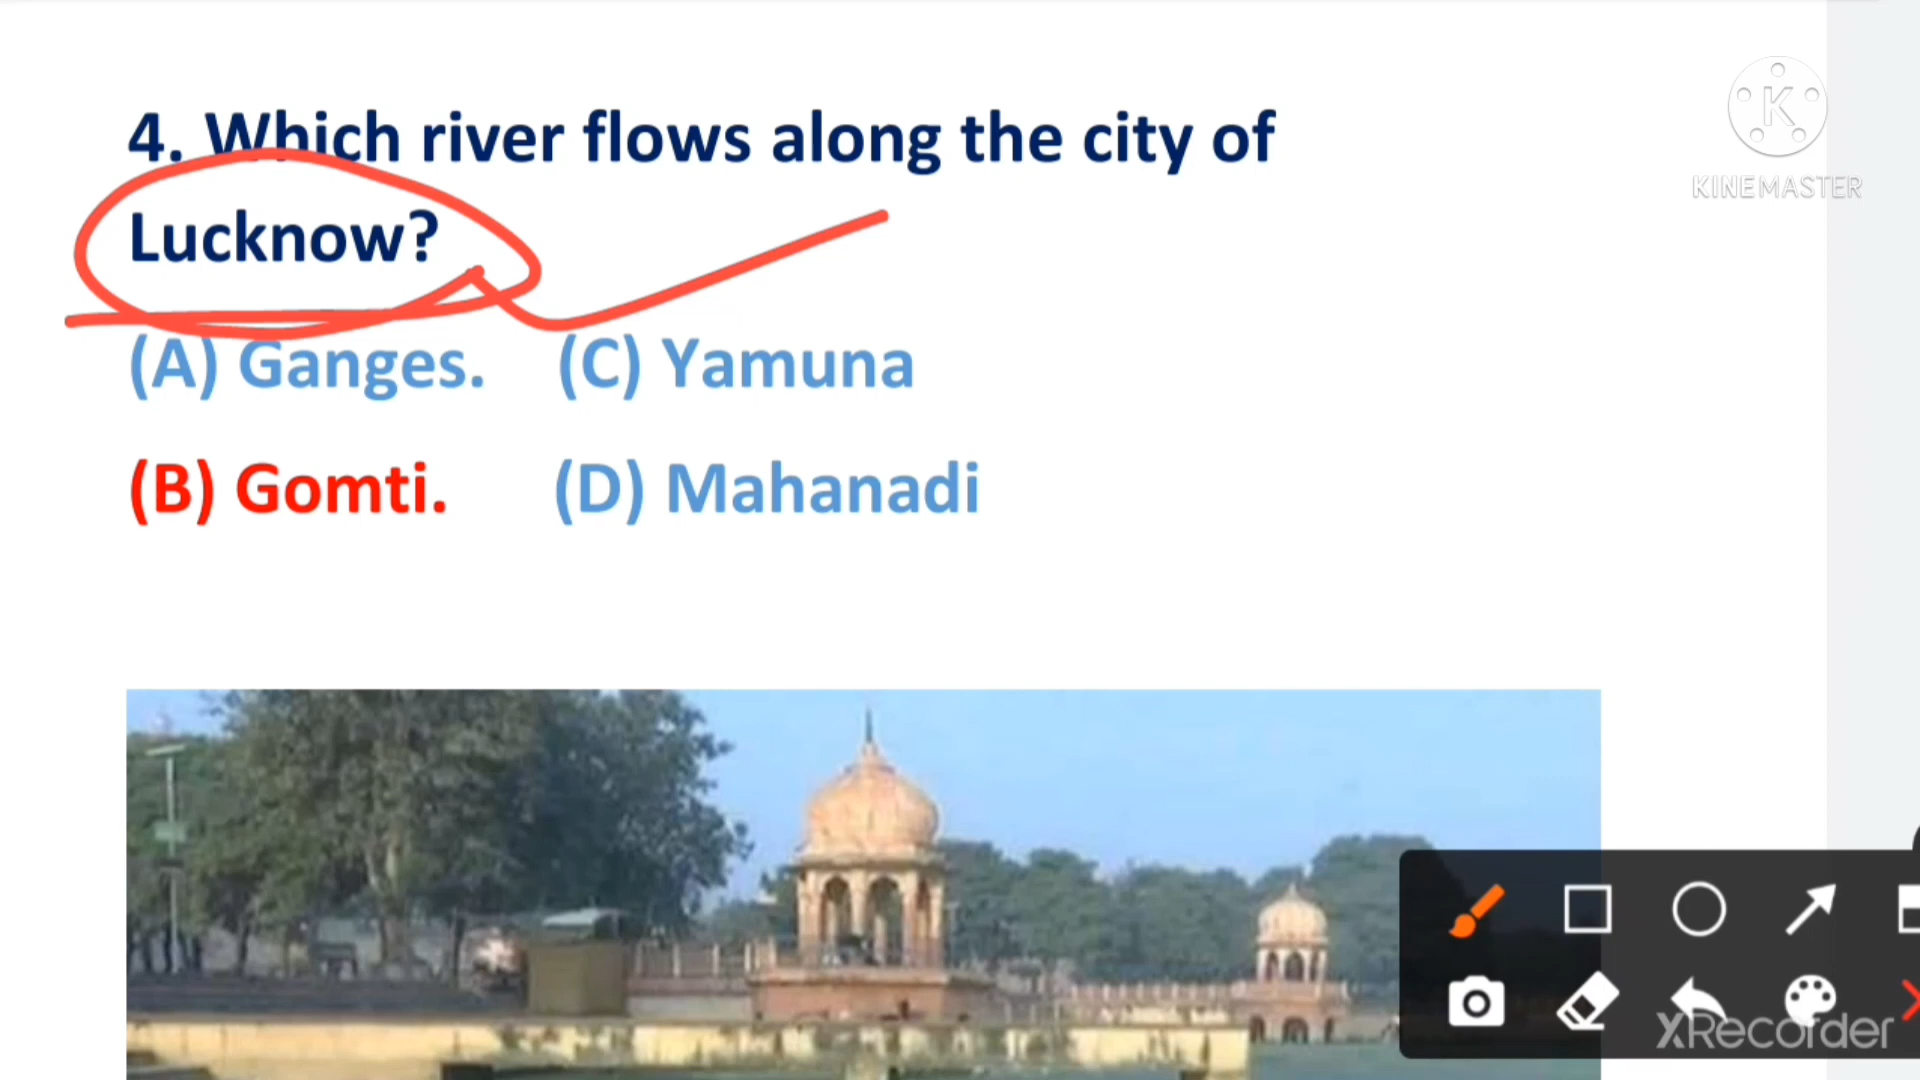 4. Which river flows along the city of
Lucknow?
(A) Ganges. (C) Yamuna
(B) Gomti. (D) Mahanadi
K
KINEMASTER
XRecorder